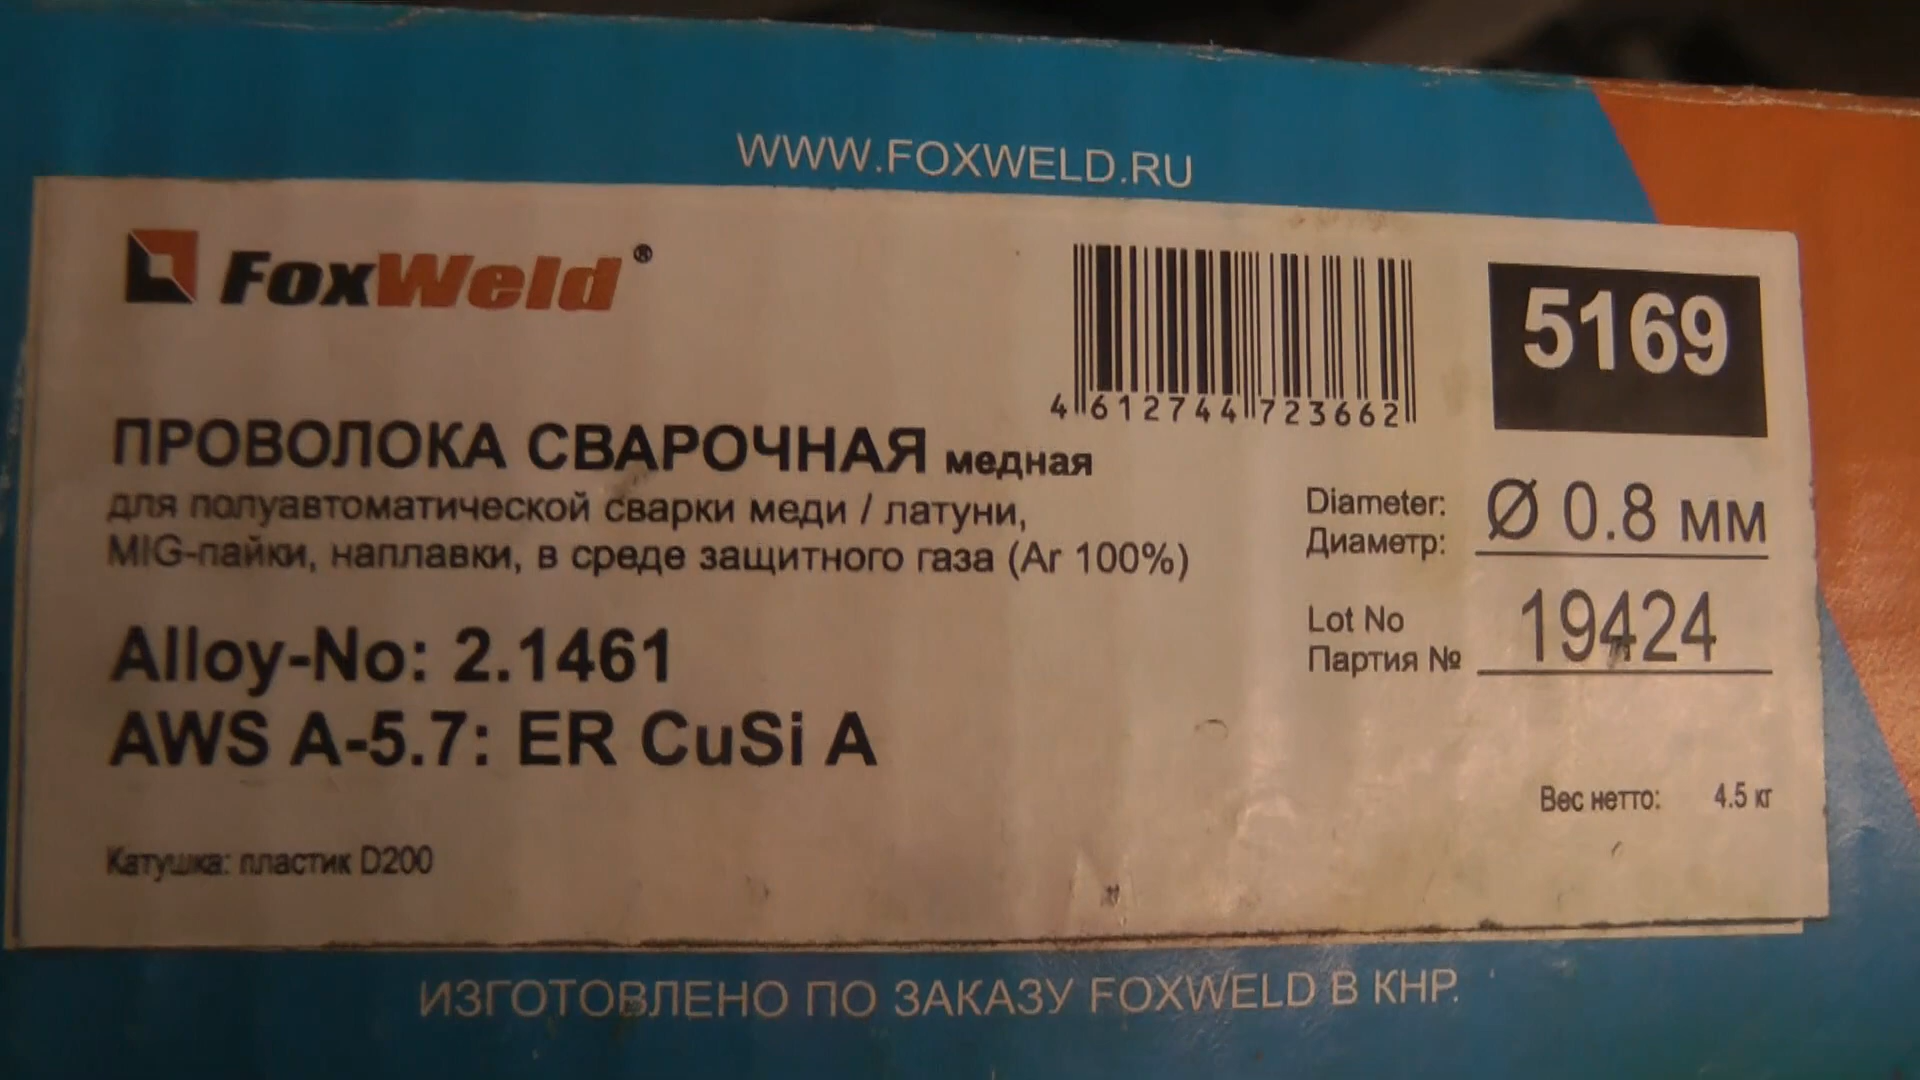 WWW.FOXWELD.RU
FoxWeld®
4 612744 723662
5169
ПРОВОЛОКА СВАРОЧНАЯ медная
для полуавтоматической сварки меди / латуни,
MIG-пайки, наплавки, в среде защитного газа (Ar 100%)
Diameter:
Диаметр:
Ø 0.8 мм
Lot No
Партия №
19424
Alloy-No: 2.1461
AWS A-5.7: ER CuSi A
Вес нетто: 4.5 кг
Катушка: пластик D200
ИЗГОТОВЛЕНО ПО ЗАКАЗУ FOXWELD В КНР.